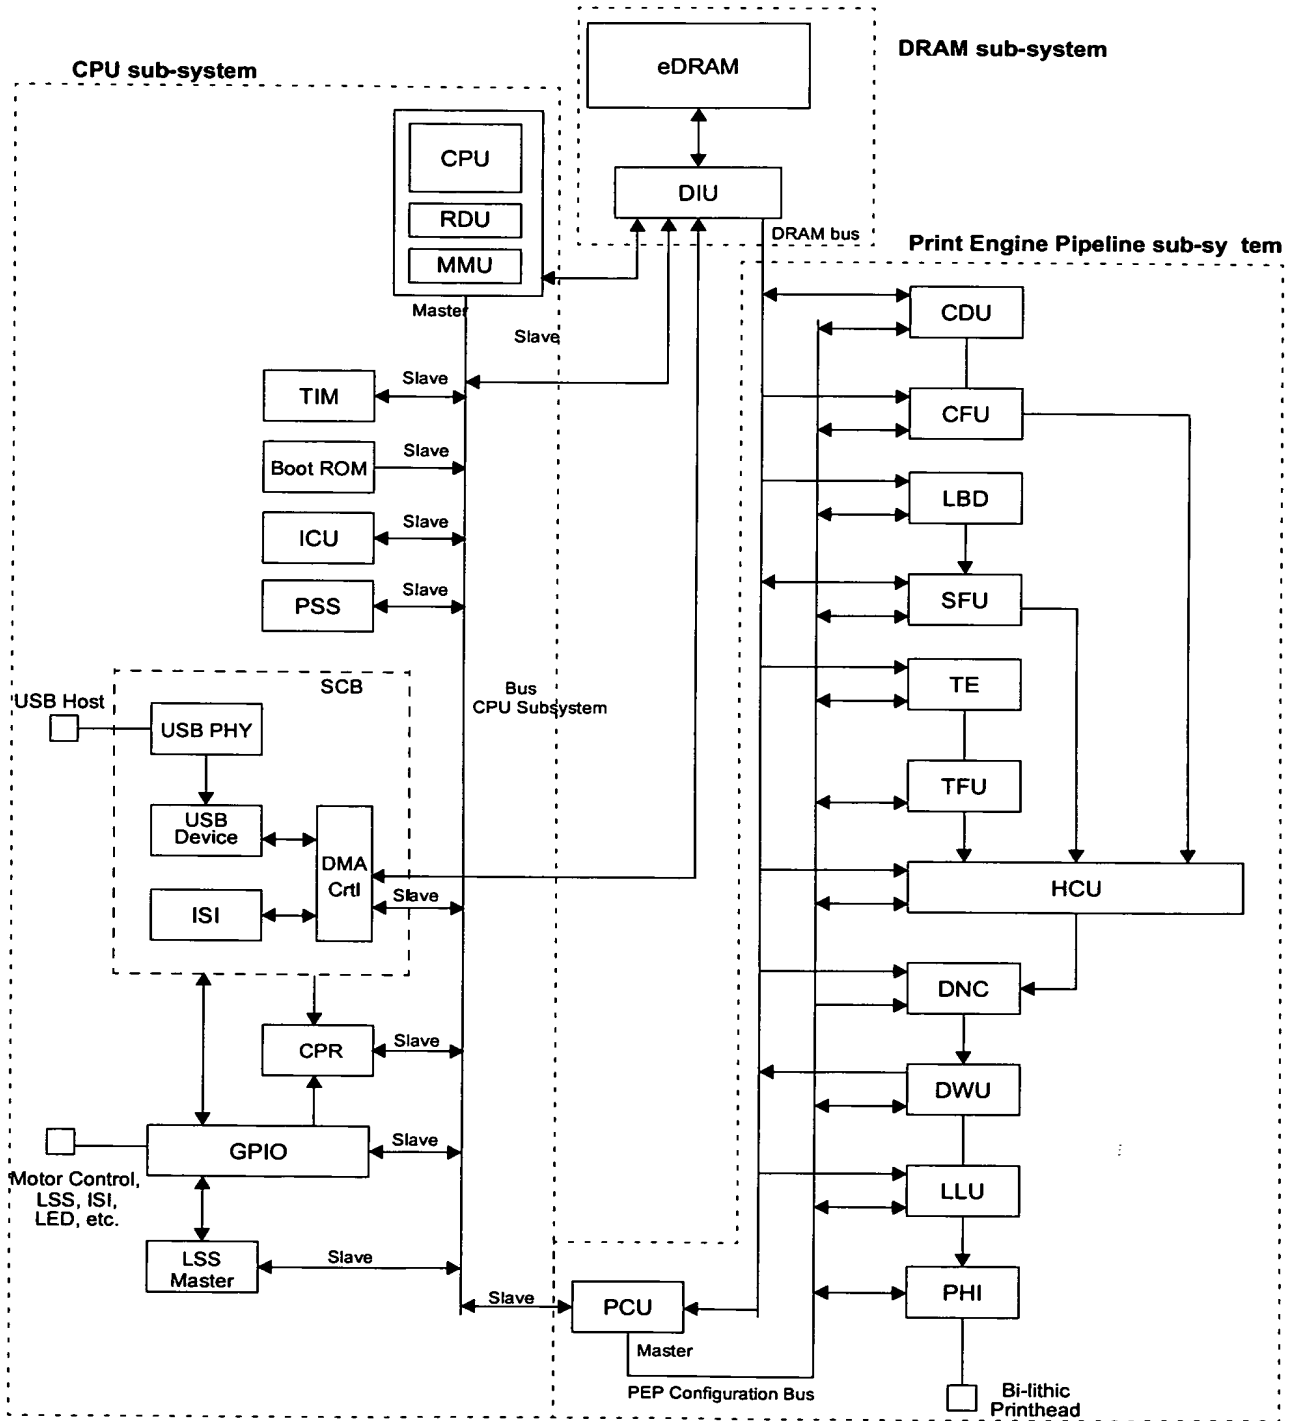 CPU sub-system
DRAM sub-system
eDRAM
CPU
RDU
MMU
DIU
DRAM bus
Print Engine Pipeline sub-sy tem
Master
Slave
CDU
TIM
Slave
CFU
Boot ROM
Slave
LBD
ICU
Slave
PSS
Slave
SFU
SCB
TE
USB Host
USB PHY
Bus
CPU Subsystem
TFU
USB
Device
DMA
Crtl
Slave
HCU
ISI
DNC
CPR
Slave
DWU
GPIO
Slave
Motor Control,
LSS, ISI,
LED, etc.
LLU
LSS
Master
Slave
Slave
PCU
PHI
Master
PEP Configuration Bus
Bi-lithic
Printhead